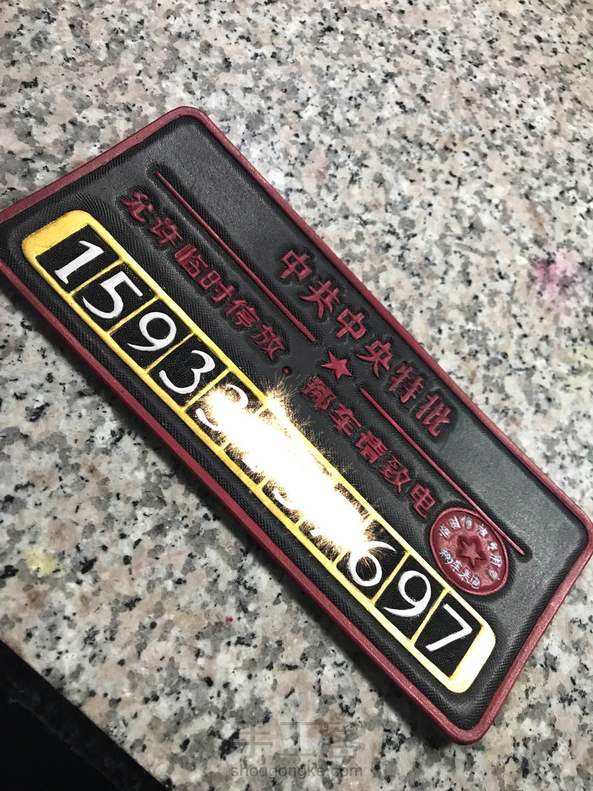 中共中央特批
允许临时停放·挪车请致电
1593 697
手工客
shougongke.com